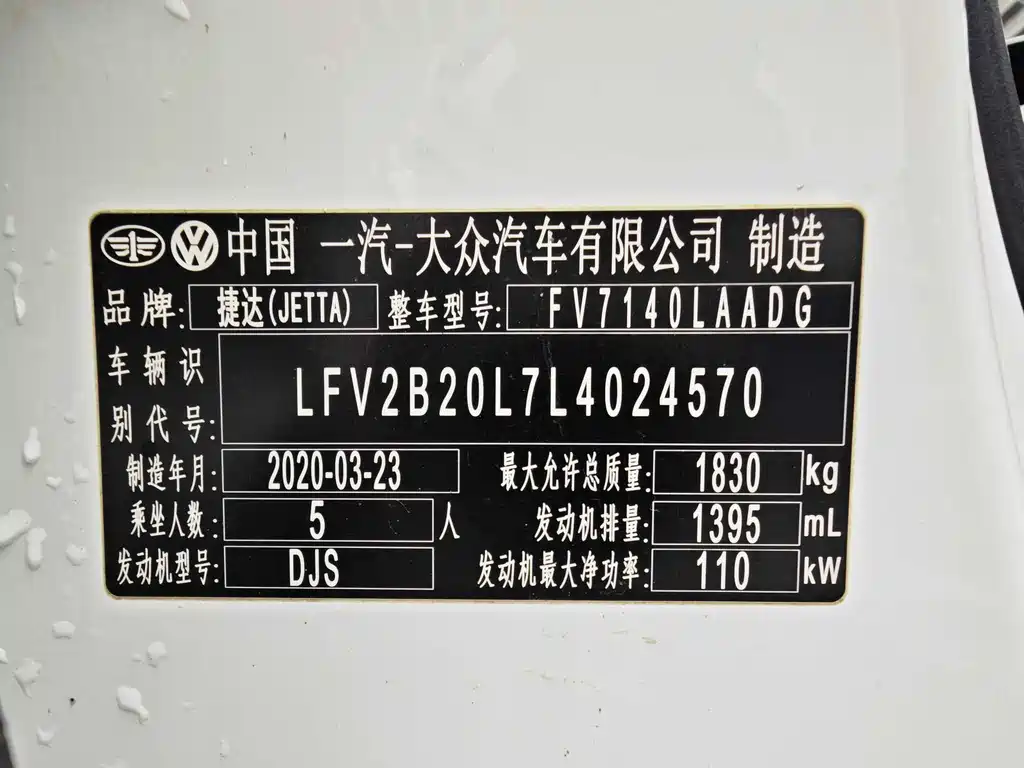 中国 一汽-大众汽车有限公司 制造
品牌: 捷达(JETTA) 整车型号: FV7140LAADG
车辆识别代号: LFV2B20L7L4024570
制造年月: 2020-03-23 最大允许总质量: 1830 kg
乘坐人数: 5 人 发动机排量: 1395 mL
发动机型号: DJS 发动机最大净功率: 110 kW